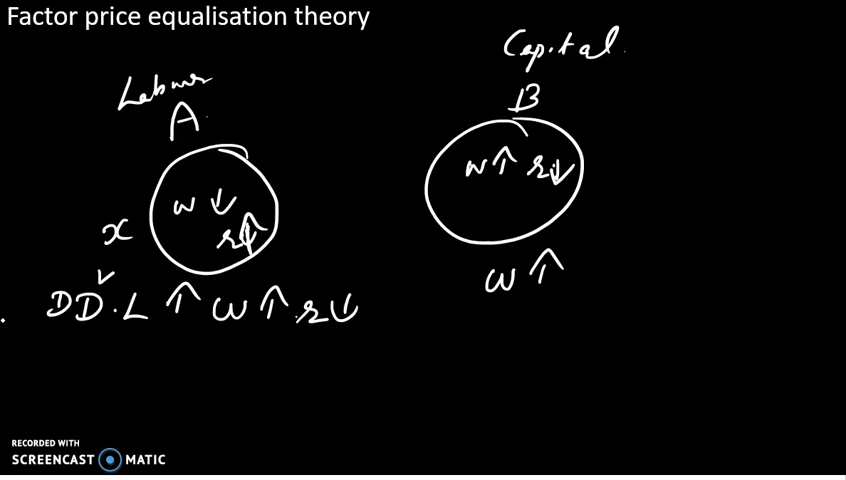 Factor price equalisation theory
Labour
A
w ↓
r↑
x
DD.L ↑ w ↑ r↓
Capital
B
w↑ r↓
w ↑
RECORDED WITH
SCREENCAST MATIC